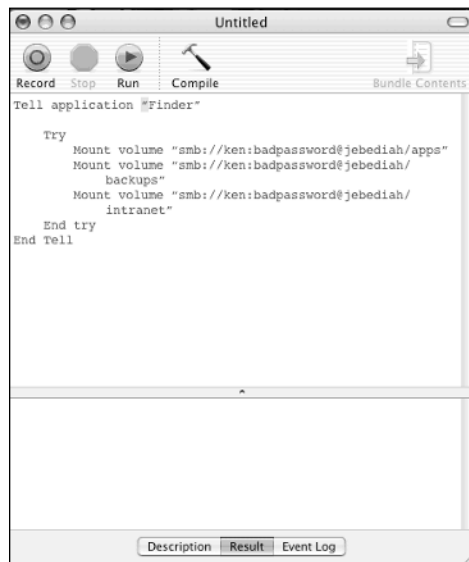 Untitled
Record Stop Run Compile Bundle Contents
Tell application “Finder”
Try
Mount volume “smb://ken:badpassword@jebediah/apps”
Mount volume “smb://ken:badpassword@jebediah/
backups”
Mount volume “smb://ken:badpassword@jebediah/
intranet”
End try
End Tell
Description Result Event Log